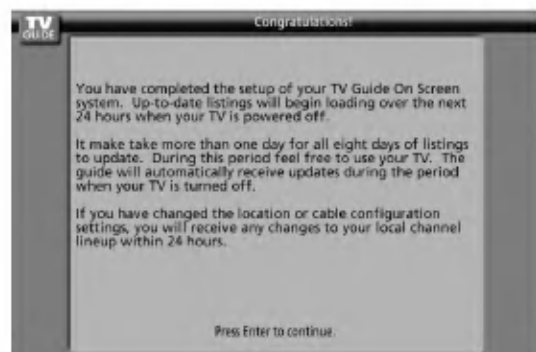 TV
GUIDE
Congratulations!
You have completed the setup of your TV Guide On Screen
system. Up-to-date listings will begin loading over the next
24 hours when your TV is powered off.
It make take more than one day for all eight days of listings
to update. During this period feel free to use your TV. The
guide will automatically receive updates during the period
when your TV is turned off.
If you have changed the location or cable configuration
settings, you will receive any changes to your local channel
lineup within 24 hours.
Press Enter to continue.